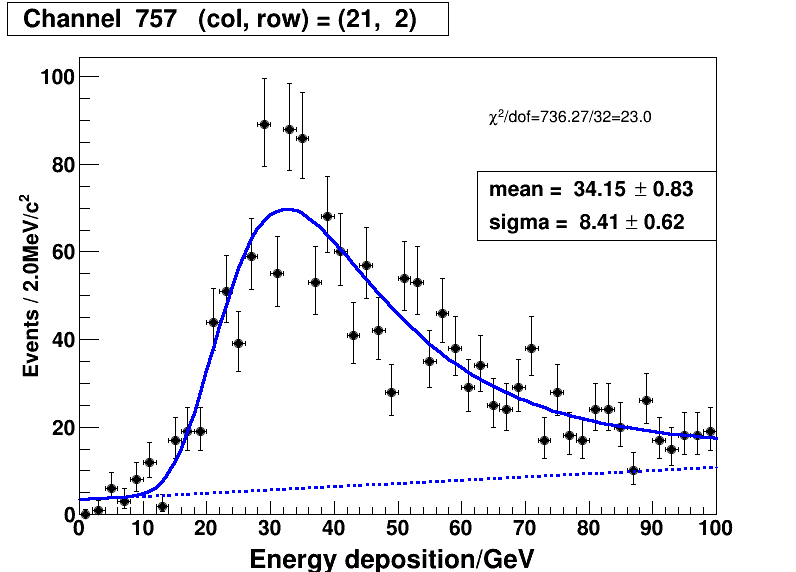 Channel 757 (col, row) = (21, 2)
χ²/dof=736.27/32=23.0
mean = 34.15 ± 0.83
sigma = 8.41 ± 0.62
Events / 2.0MeV/c²
100
80
60
40
20
0
0 10 20 30 40 50 60 70 80 90 100
Energy deposition/GeV